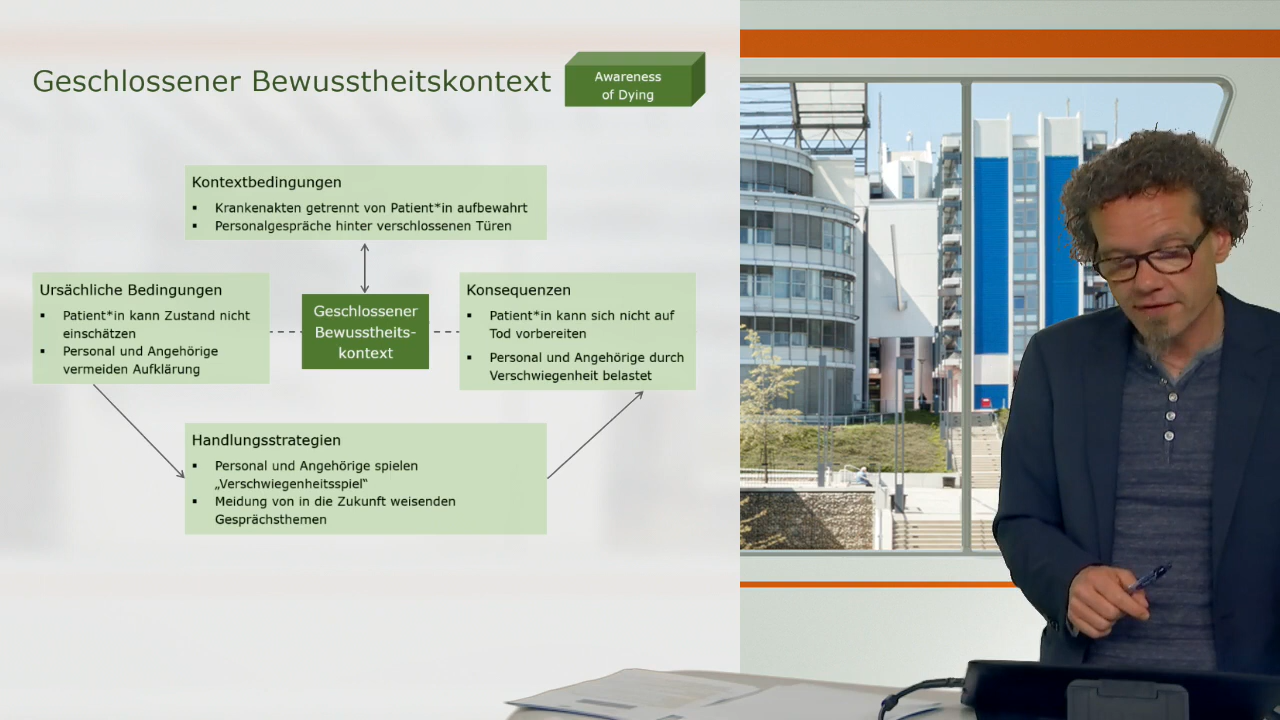 Geschlossener Bewusstheitskontext
Awareness
of Dying
Kontextbedingungen
▪ Krankenakten getrennt von Patient*in aufbewahrt
▪ Personalgespräche hinter verschlossenen Türen
Ursächliche Bedingungen
▪ Patient*in kann Zustand nicht
einschätzen
▪ Personal und Angehörige
vermeiden Aufklärung
Geschlossener
Bewusstheits-
kontext
Konsequenzen
▪ Patient*in kann sich nicht auf
Tod vorbereiten
▪ Personal und Angehörige durch
Verschwiegenheit belastet
Handlungsstrategien
▪ Personal und Angehörige spielen
„Verschwiegenheitsspiel“
▪ Meidung von in die Zukunft weisenden
Gesprächsthemen